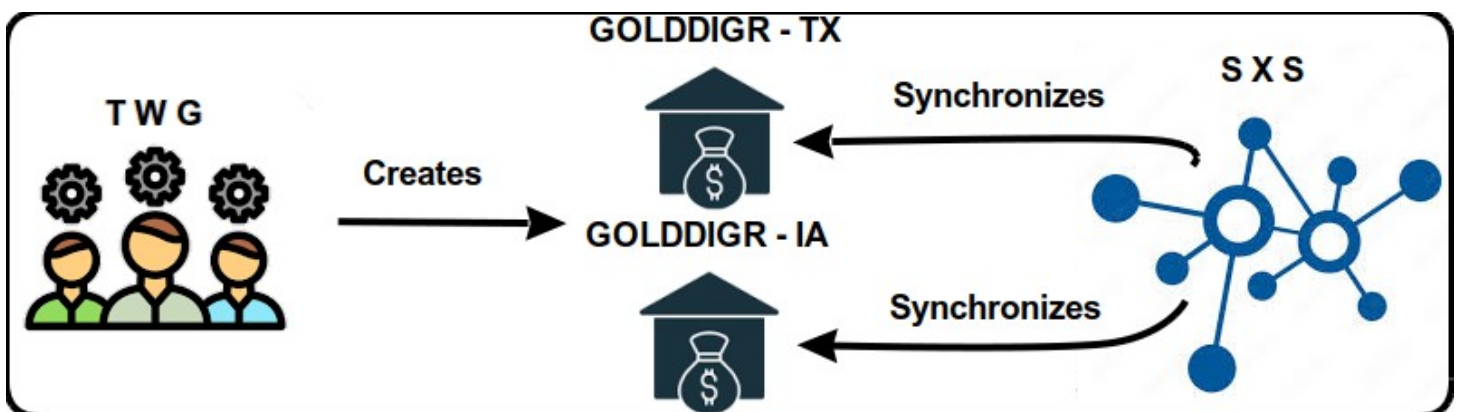 GOLDDIGR - TX
S X S
T W G
Synchronizes
Creates
$
GOLDDIGR - IA
Synchronizes
$